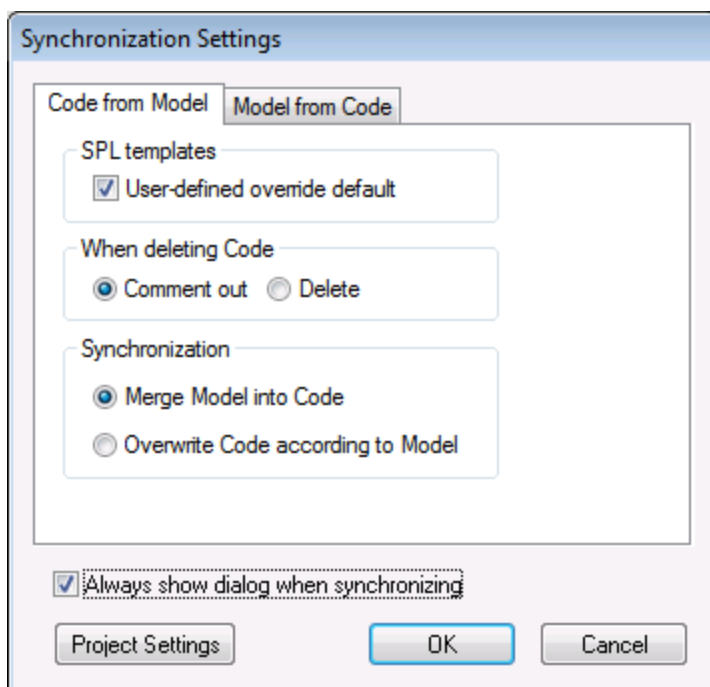 Synchronization Settings
Code from Model Model from Code
SPL templates
User-defined override default
When deleting Code
Comment out Delete
Synchronization
Merge Model into Code
Overwrite Code according to Model
Always show dialog when synchronizing
Project Settings OK Cancel